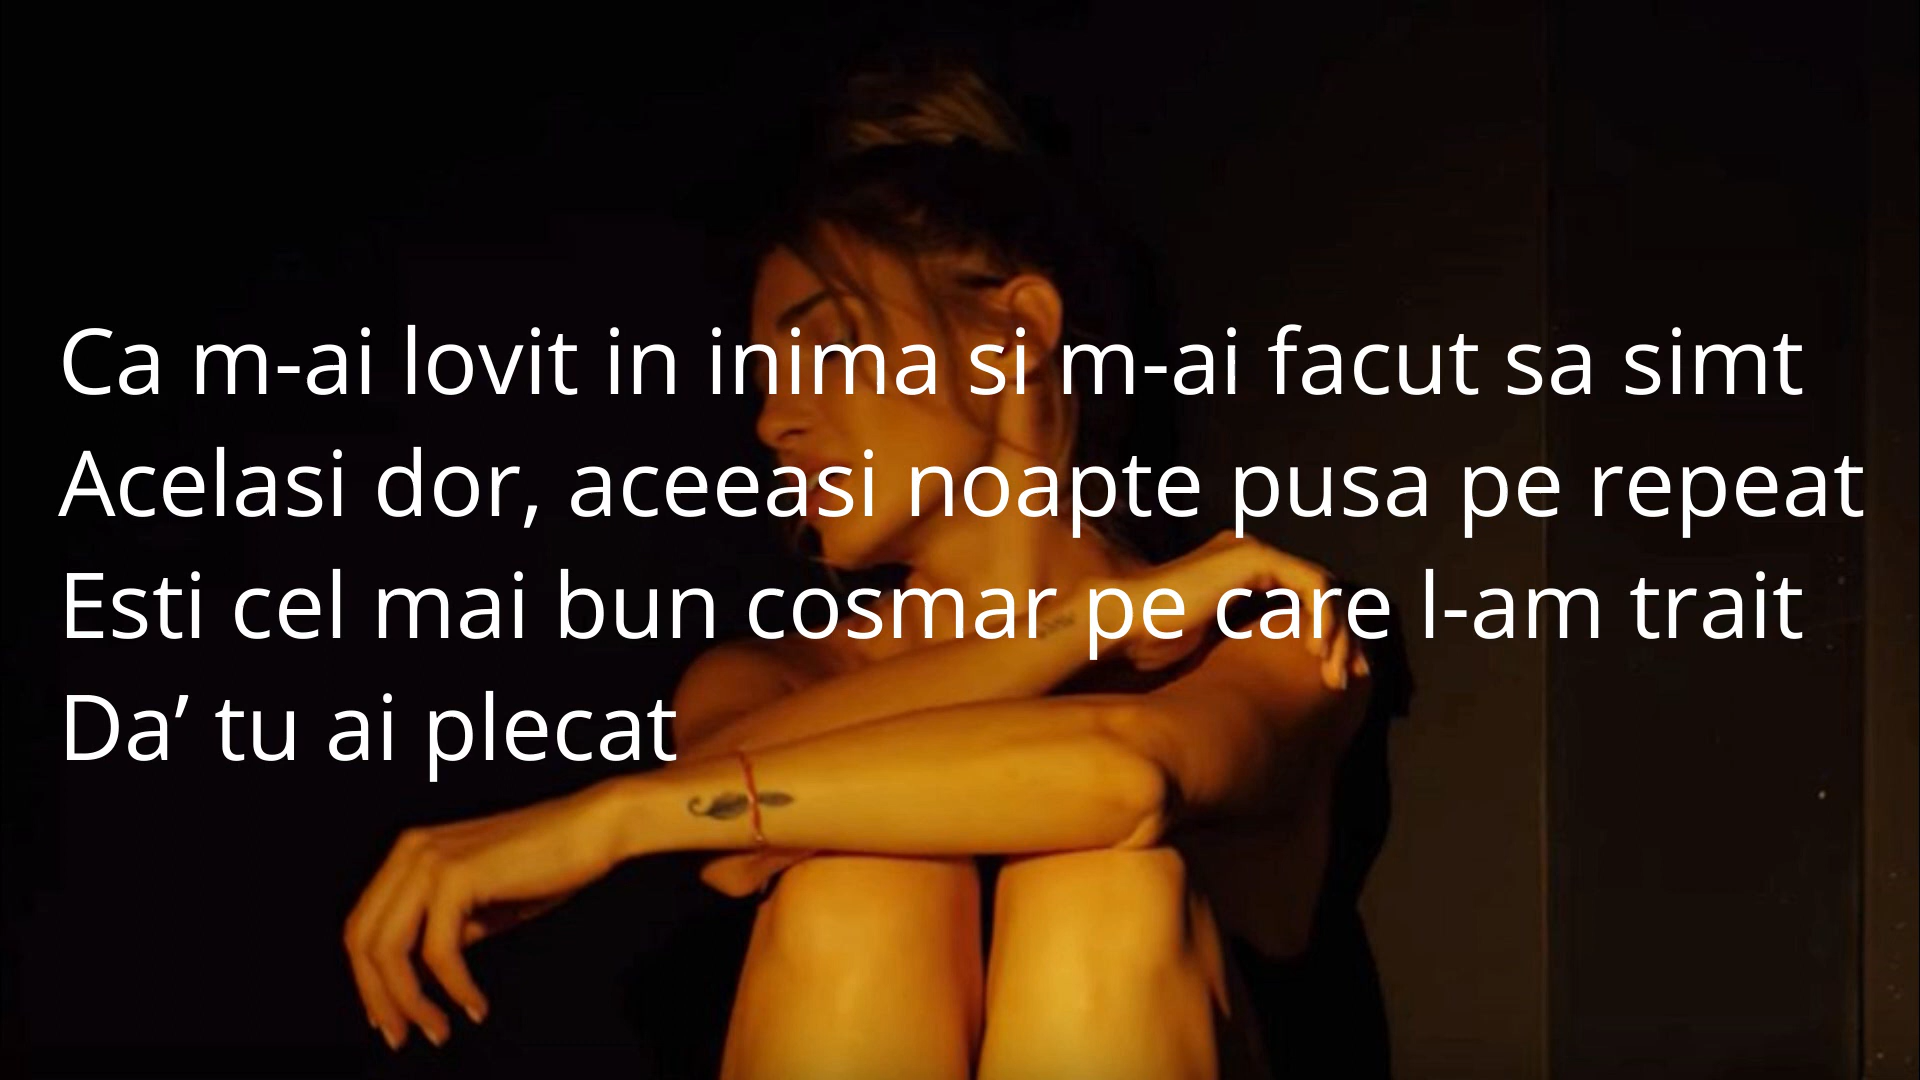 Ca m-ai lovit in inima si m-ai facut sa simt
Acelasi dor, aceeasi noapte pusa pe repeat
Esti cel mai bun cosmar pe care l-am trait
Da’ tu ai plecat